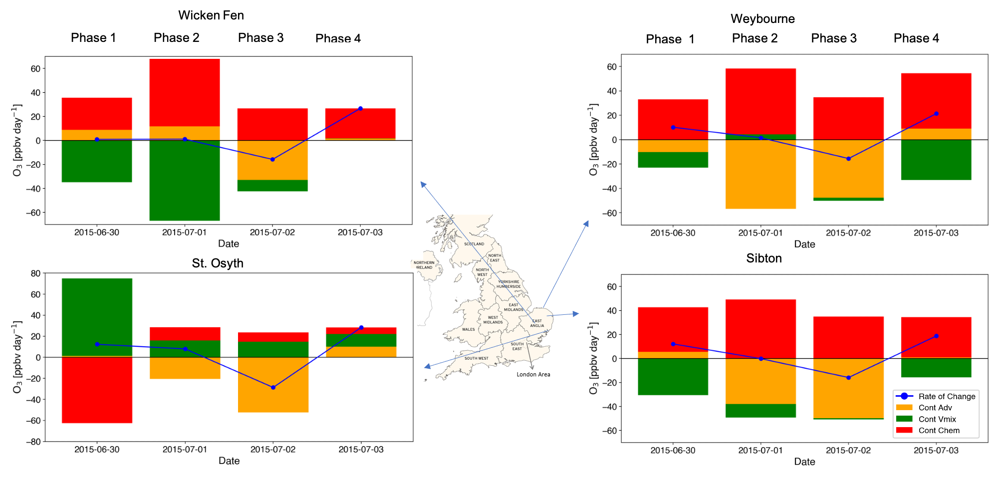 Wicken Fen
Phase 1 Phase 2 Phase 3 Phase 4
60
40
20
0
−20
−40
−60
O₃ [ppbv day⁻¹]
2015-06-30 2015-07-01 2015-07-02 2015-07-03
Date
Weybourne
Phase 1 Phase 2 Phase 3 Phase 4
60
40
20
0
−20
−40
−60
O₃ [ppbv day⁻¹]
2015-06-30 2015-07-01 2015-07-02 2015-07-03
Date
St. Osyth
80
60
40
20
0
−20
−40
−60
−80
O₃ [ppbv day⁻¹]
2015-06-30 2015-07-01 2015-07-02 2015-07-03
Date
SCOTLAND
NORTHERN
IRELAND
NORTH
EAST
NORTH
WEST
YORKSHIRE
HUMBERSIDE
EAST
MIDLANDS
WEST
MIDLANDS
EAST
ANGLIA
WALES
SOUTH
EAST
SOUTH WEST
London Area
Sibton
60
40
20
0
−20
−40
−60
O₃ [ppbv day⁻¹]
Rate of Change
Cont Adv
Cont Vmix
Cont Chem
2015-06-30 2015-07-01 2015-07-02 2015-07-03
Date